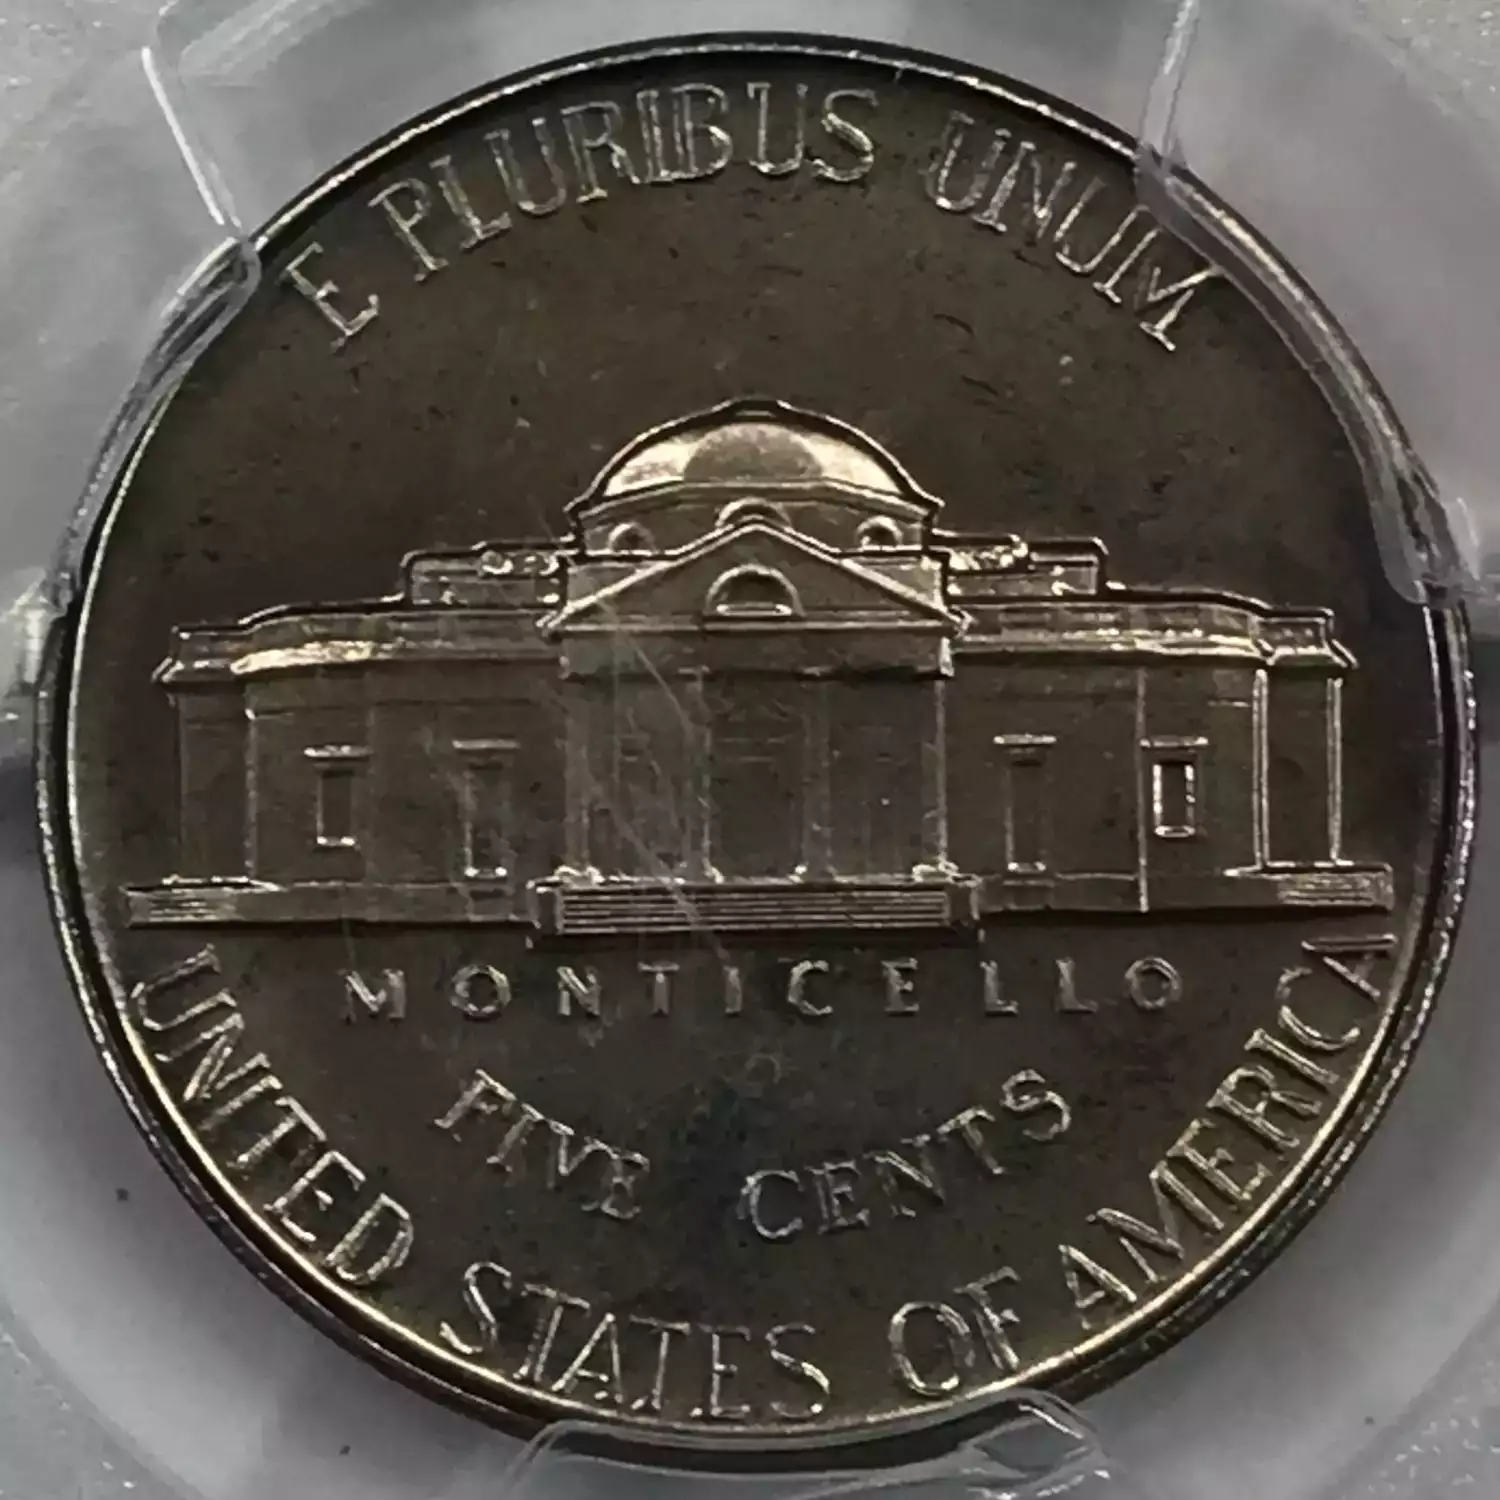 E PLURIBUS UNUM
MONTICELLO
FIVE CENTS
UNITED STATES OF AMERICA